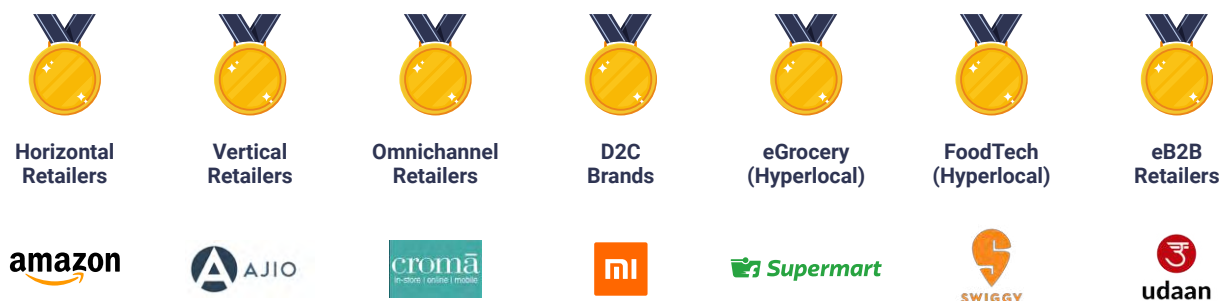 Horizontal Retailers
Vertical Retailers
Omnichannel Retailers
D2C Brands
eGrocery (Hyperlocal)
FoodTech (Hyperlocal)
eB2B Retailers
amazon
AJIO
cromā
in-store | online | mobile
mi
Supermart
SWIGGY
उ
udaan